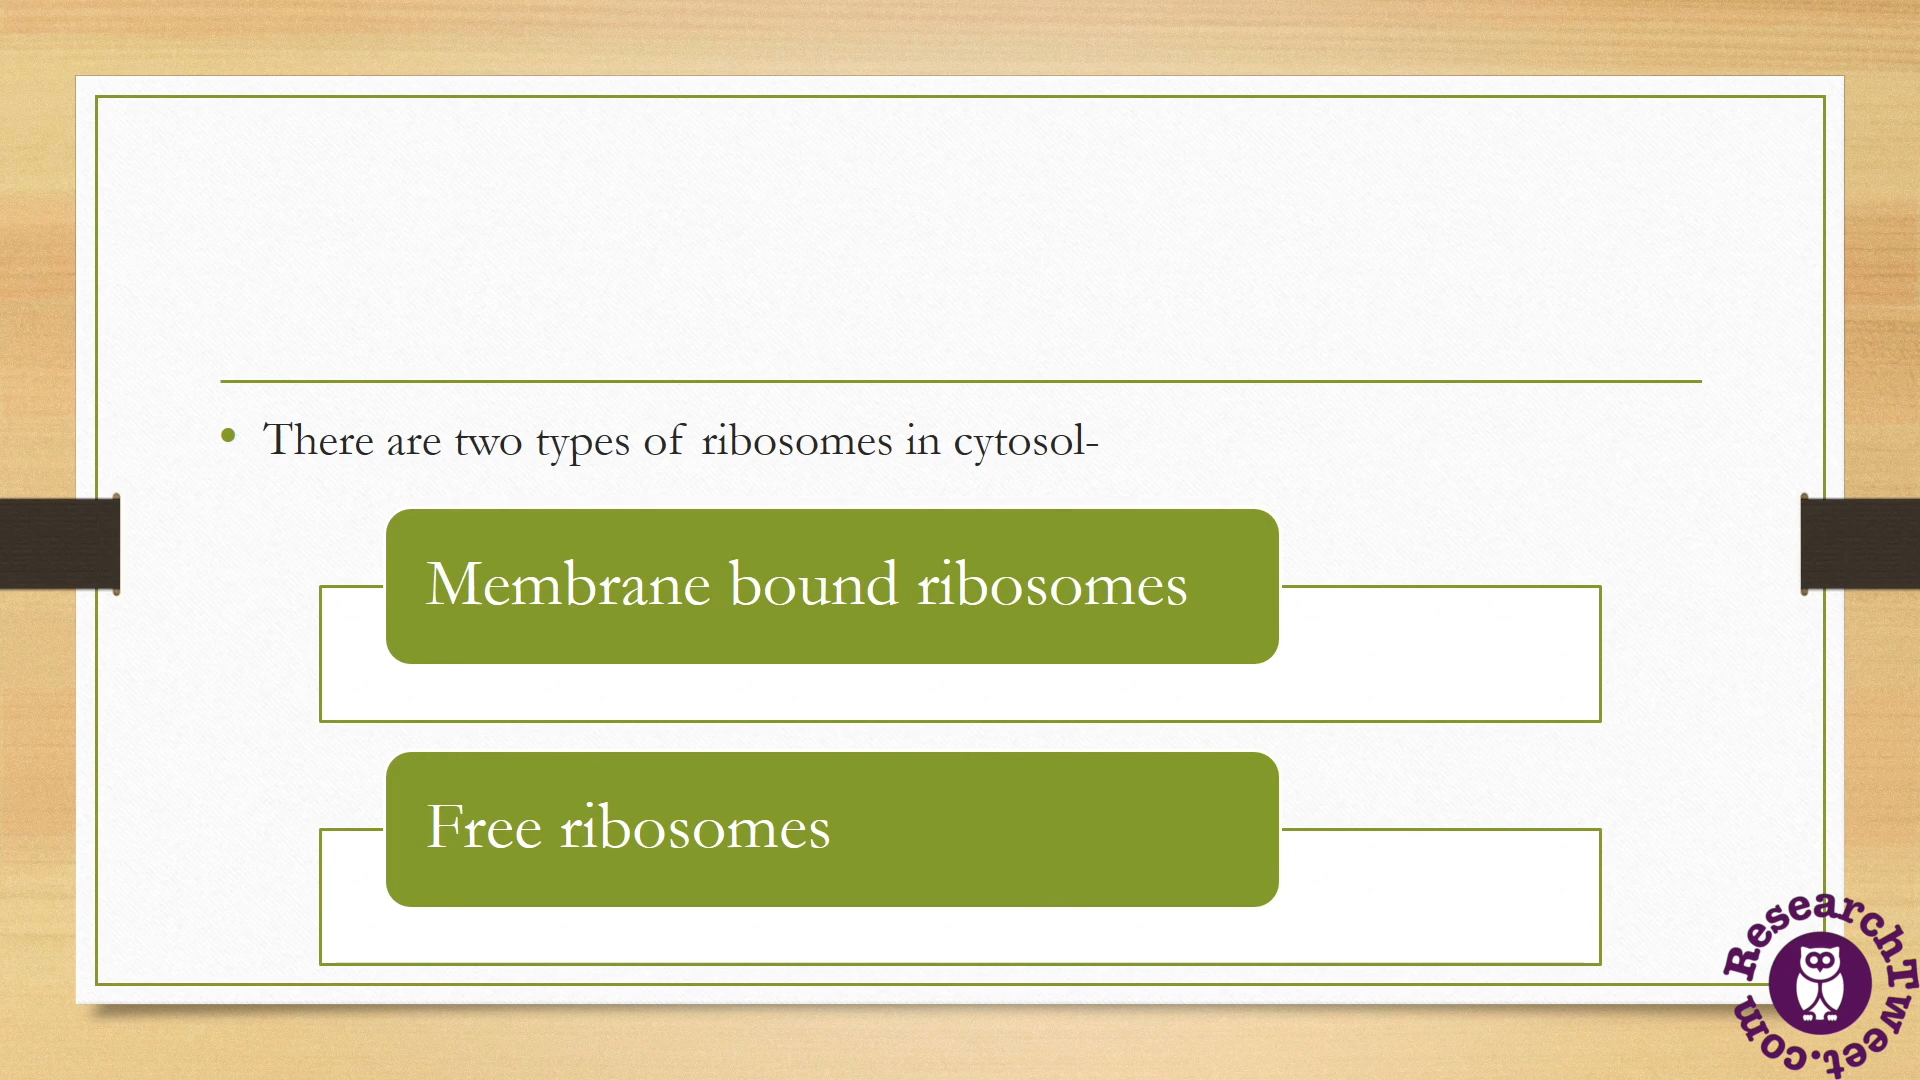 There are two types of ribosomes in cytosol-
Membrane bound ribosomes
Free ribosomes
ResearchTweet.com